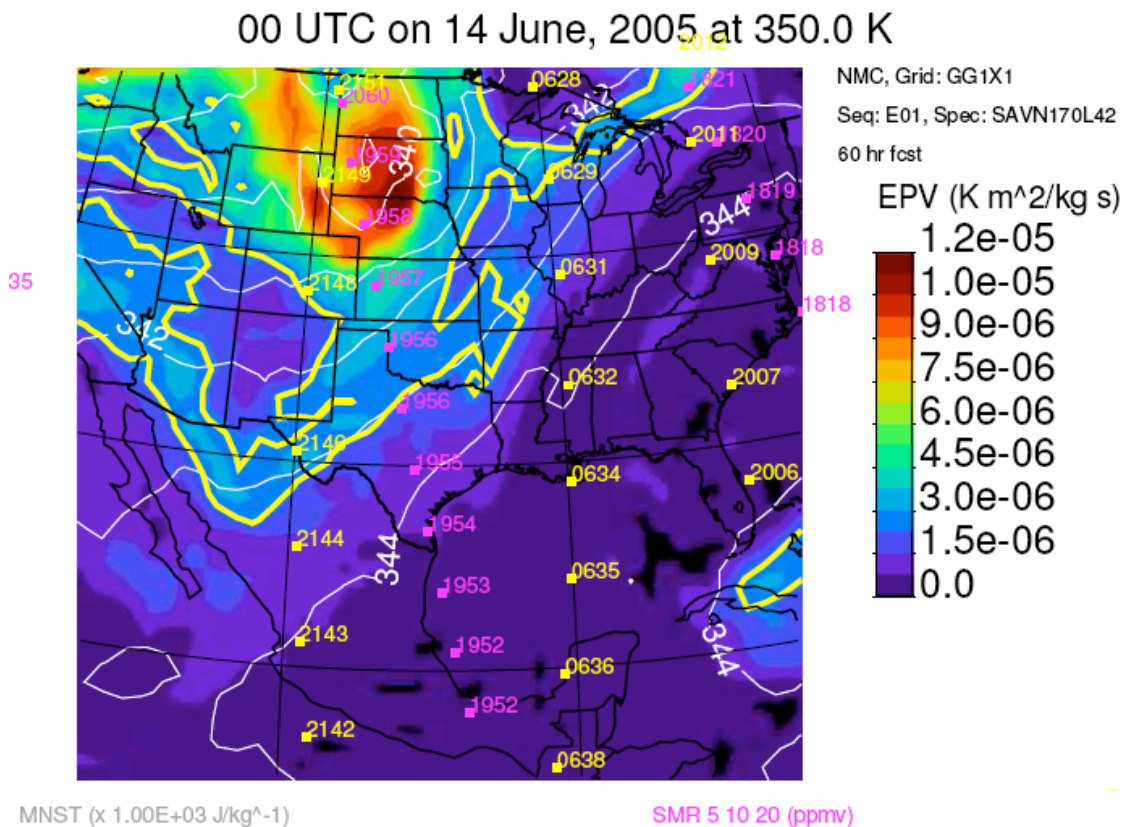 00 UTC on 14 June, 2005 at 350.0 K
2012
NMC, Grid: GG1X1
Seq: E01, Spec: SAVN170L42
60 hr fcst
EPV (K m^2/kg s)
1.2e-05
1.0e-05
9.0e-06
7.5e-06
6.0e-06
4.5e-06
3.0e-06
1.5e-06
0.0
2151
0628
1821
2060
342
2011
1820
340
1959
2149
0629
1819
1958
344
1818
2009
0631
35
1957
2148
1818
342
1956
0632
2007
1956
2146
1955
0634
2006
1954
2144
344
0635
1953
2143
1952
344
0636
1952
2142
0638
MNST (x 1.00E+03 J/kg^-1)
SMR 5 10 20 (ppmv)